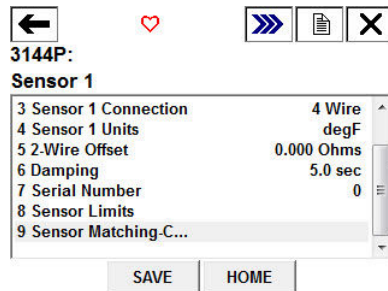 3144P:
Sensor 1
3 Sensor 1 Connection 4 Wire
4 Sensor 1 Units degF
5 2-Wire Offset 0.000 Ohms
6 Damping 5.0 sec
7 Serial Number 0
8 Sensor Limits
9 Sensor Matching-C...
SAVE HOME